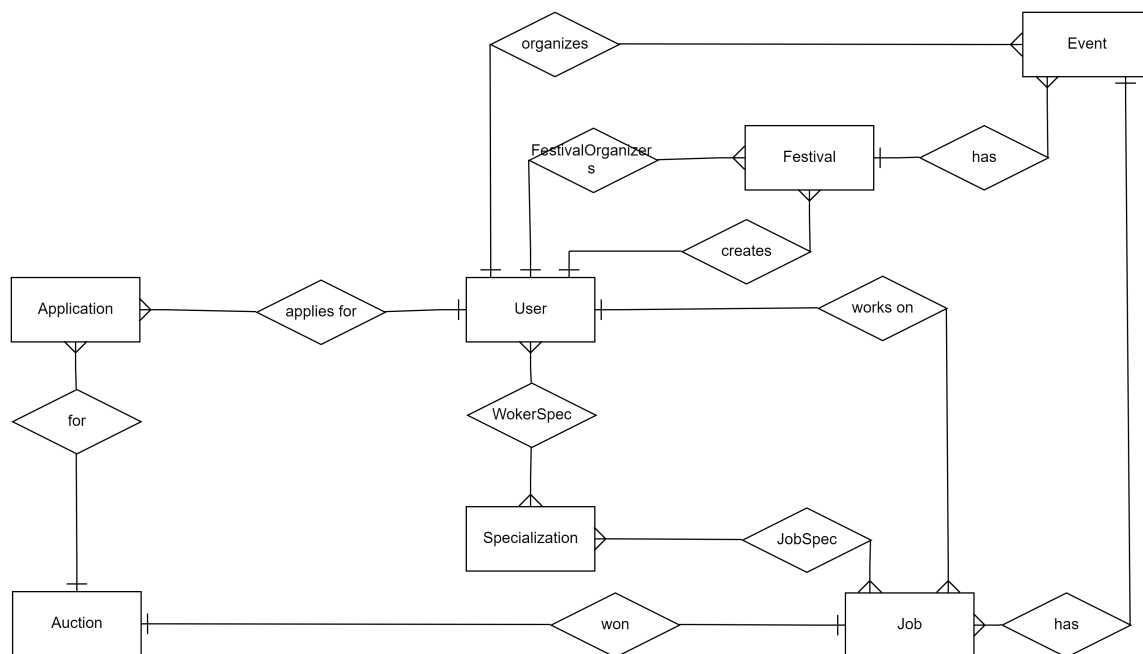 organizes
Event
FestivalOrganizer
s
Festival
has
creates
Application
applies for
User
works on
for
WokerSpec
Specialization
JobSpec
Auction
won
Job
has